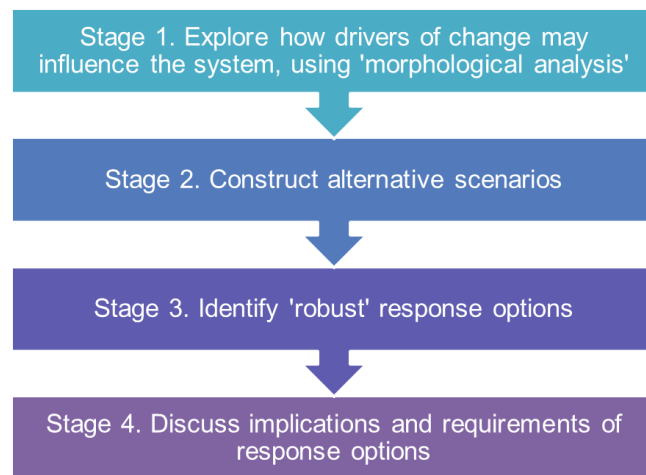 Stage 1. Explore how drivers of change may
influence the system, using 'morphological analysis'
Stage 2. Construct alternative scenarios
Stage 3. Identify 'robust' response options
Stage 4. Discuss implications and requirements of
response options